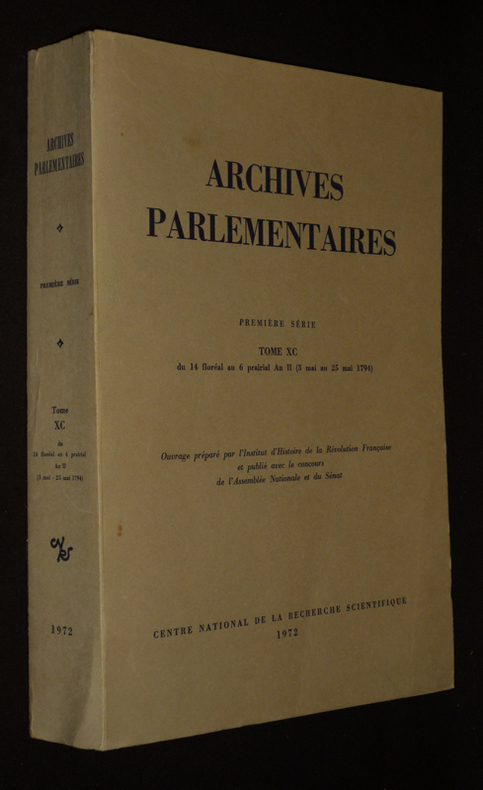 ARCHIVES
PARLEMENTAIRES
PREMIÈRE SÉRIE
Tome
XC
de
14 floréal au 6 prairial
An II
(3 mai - 25 mai 1794)
CNRS
1972
ARCHIVES
PARLEMENTAIRES
PREMIÈRE SÉRIE
TOME XC
du 14 floréal au 6 prairial An II (3 mai au 25 mai 1794)
Ouvrage préparé par l'Institut d'Histoire de la Révolution Française
et publié avec le concours
de l'Assemblée Nationale et du Sénat
CENTRE NATIONAL DE LA RECHERCHE SCIENTIFIQUE
1972